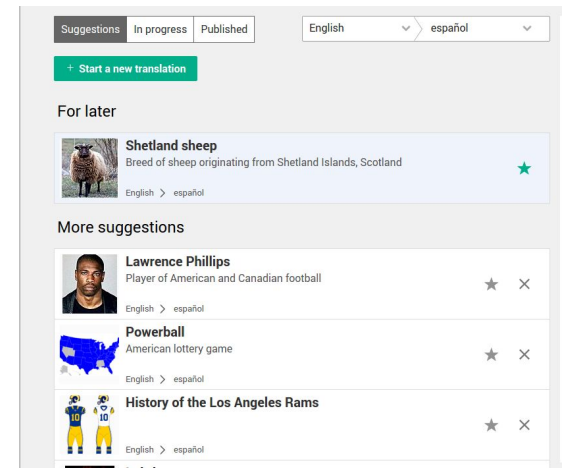 Suggestions In progress Published English español
+ Start a new translation
For later
Shetland sheep
Breed of sheep originating from Shetland Islands, Scotland
English > español
More suggestions
Lawrence Phillips
Player of American and Canadian football
English > español
Powerball
American lottery game
English > español
History of the Los Angeles Rams
10 10
English > español